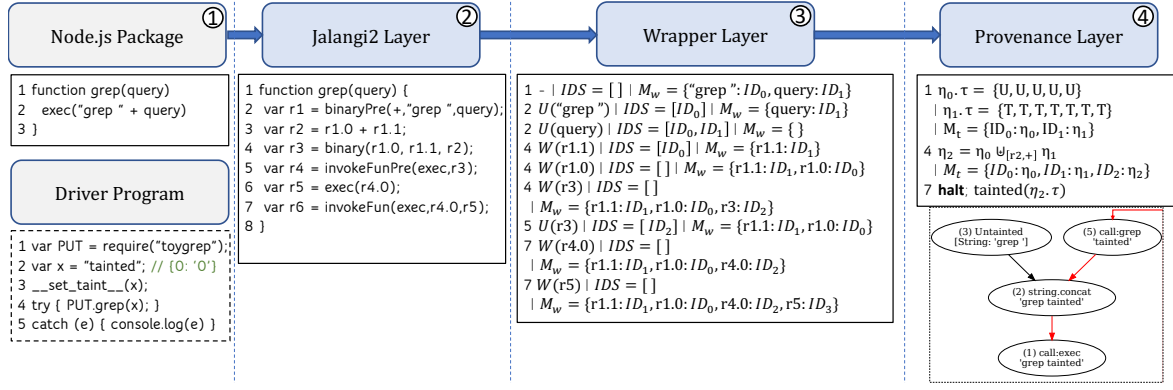 ①
Node.js Package
1 function grep(query)
2 exec("grep " + query)
3 }
Driver Program
1 var PUT = require("toygrep");
2 var x = "tainted"; // {0: '0'}
3 __set_taint__(x);
4 try { PUT.grep(x); }
5 catch (e) { console.log(e) }
②
Jalangi2 Layer
1 function grep(query) {
2 var r1 = binaryPre(+,"grep ",query);
3 var r2 = r1.0 + r1.1;
4 var r3 = binary(r1.0, r1.1, r2);
5 var r4 = invokeFunPre(exec,r3);
6 var r5 = exec(r4.0);
7 var r6 = invokeFun(exec,r4.0,r5);
8 }
③
Wrapper Layer
1 - | IDS = [ ] | M_w = {"grep ": ID_0, query: ID_1}
2 U("grep ") | IDS = [ID_0] | M_w = {query: ID_1}
2 U(query) | IDS = [ID_0, ID_1] | M_w = { }
4 W(r1.1) | IDS = [ID_0] | M_w = {r1.1: ID_1}
4 W(r1.0) | IDS = [ ] | M_w = {r1.1: ID_1, r1.0: ID_0}
4 W(r3) | IDS = [ ]
| M_w = {r1.1: ID_1, r1.0: ID_0, r3: ID_2}
5 U(r3) | IDS = [ID_2] | M_w = {r1.1: ID_1, r1.0: ID_0}
7 W(r4.0) | IDS = [ ]
| M_w = {r1.1: ID_1, r1.0: ID_0, r4.0: ID_2}
7 W(r5) | IDS = [ ]
| M_w = {r1.1: ID_1, r1.0: ID_0, r4.0: ID_2, r5: ID_3}
④
Provenance Layer
1 η_0. τ = {U, U, U, U, U}
| η_1. τ = {T, T, T, T, T, T, T}
| M_t = {ID_0: η_0, ID_1: η_1}
4 η_2 = η_0 ⊎_[r2,+] η_1
| M_t = {ID_0: η_0, ID_1: η_1, ID_2: η_2}
7 halt; tainted(η_2. τ)
(3) Untainted
[String: 'grep ']
(5) call:grep
'tainted'
(2) string.concat
'grep tainted'
(1) call:exec
'grep tainted'